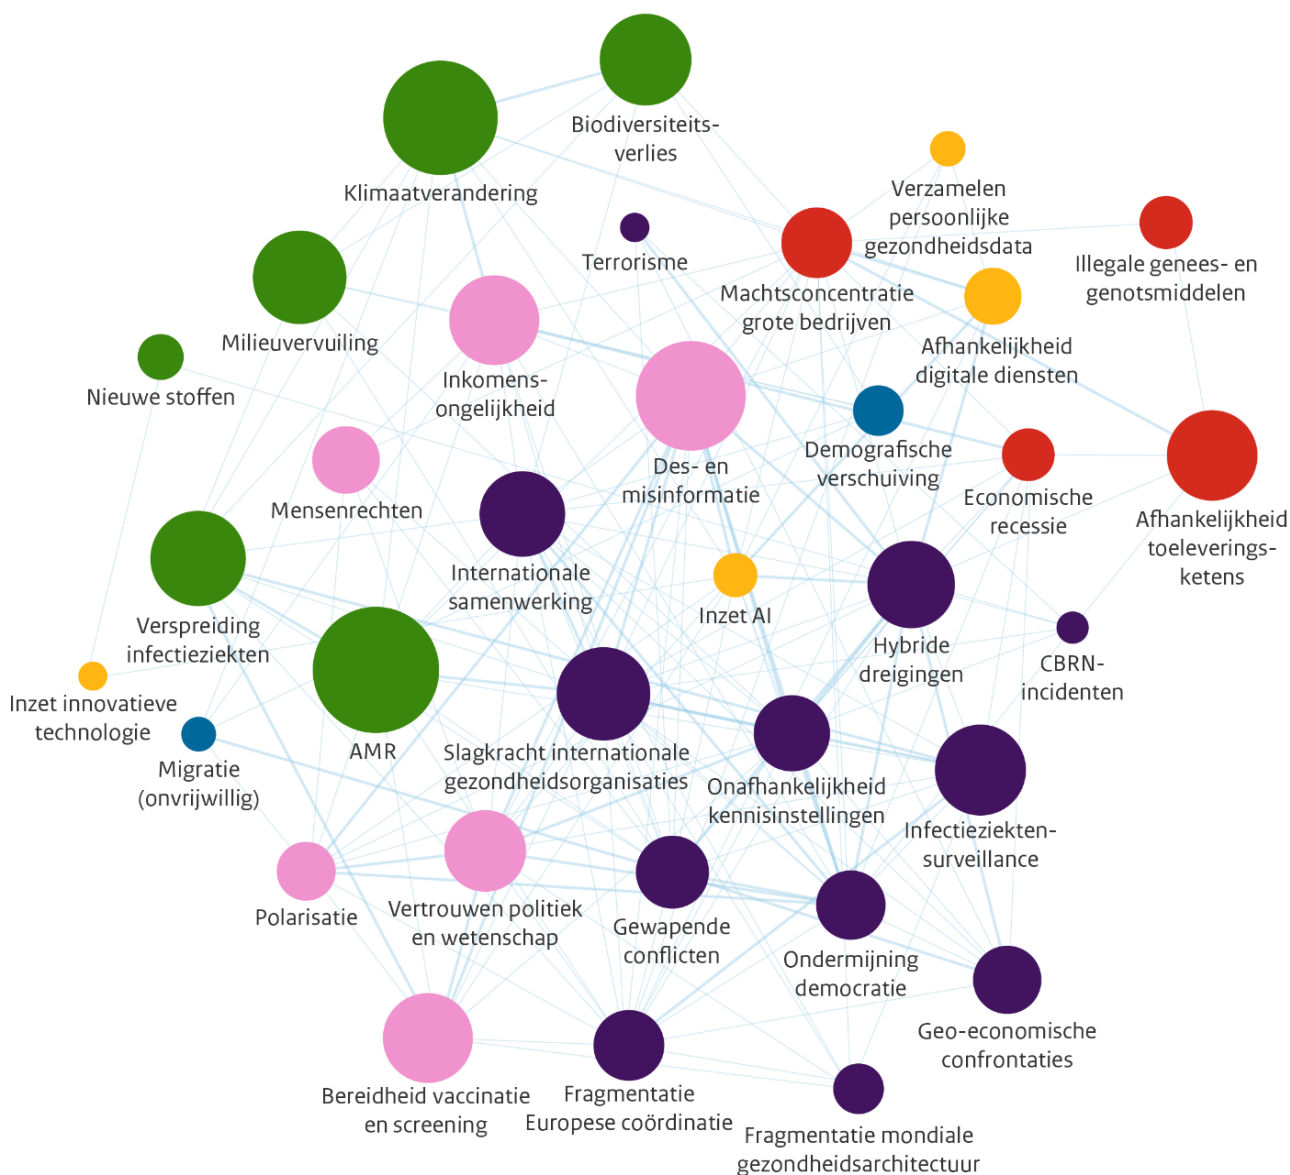 Biodiversiteits-
verlies
Klimaatverandering
Verzamelen
persoonlijke
gezondheidsdata
Terrorisme
Illegale genees- en
genotsmiddelen
Machtsconcentratie
grote bedrijven
Milieuvervuiling
Afhankelijkheid
digitale diensten
Inkomens-
ongelijkheid
Nieuwe stoffen
Demografische
verschuiving
Des- en
misinformatie
Economische
recessie
Mensenrechten
Afhankelijkheid
toeleverings-
ketens
Internationale
samenwerking
Inzet AI
Verspreiding
infectieziekten
Hybride
dreigingen
CBRN-
incidenten
Inzet innovatieve
technologie
AMR
Slagkracht internationale
gezondheidsorganisaties
Migratie
(onvrijwillig)
Onafhankelijkheid
kennisinstellingen
Infectieziekten-
surveillance
Polarisatie
Vertrouwen politiek
en wetenschap
Gewapende
conflicten
Ondermijning
democratie
Geo-economische
confrontaties
Bereidheid vaccinatie
en screening
Fragmentatie
Europese coördinatie
Fragmentatie mondiale
gezondheidsarchitectuur